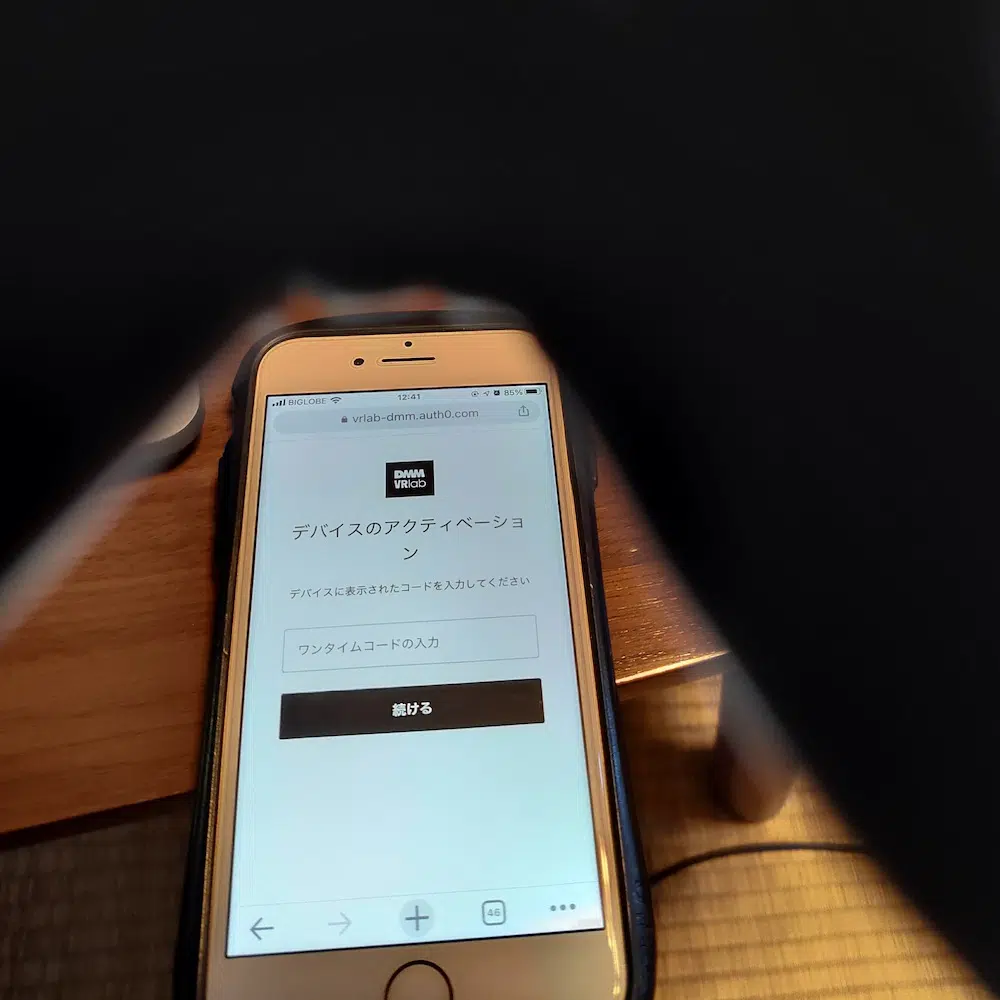 BIGLOBE 12:41 85%
vrlab-dmm.auth0.com
DMM
VRlab
デバイスのアクティベーショ
ン
デバイスに表示されたコードを入力してください
ワンタイムコードの入力
続ける
46